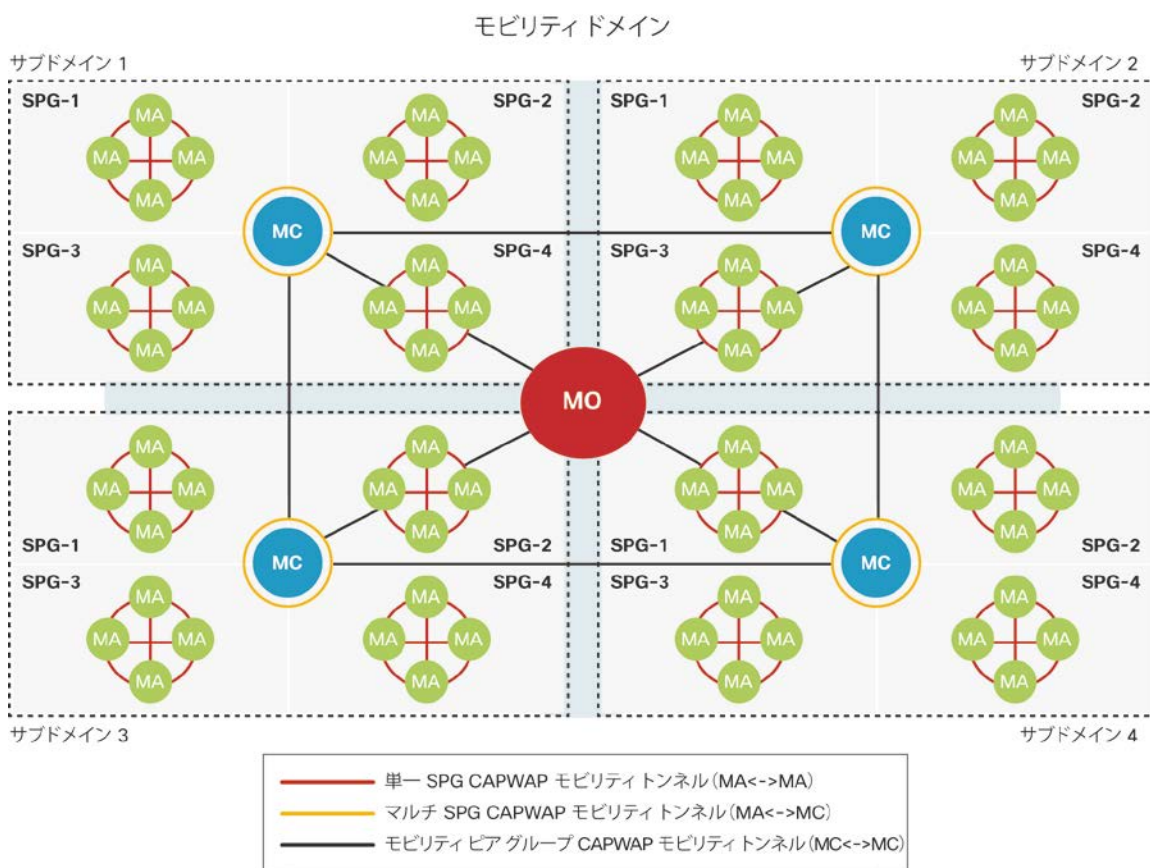 モビリティドメイン
サブドメイン 1
サブドメイン 2
SPG-1
SPG-2
SPG-1
SPG-2
MA
MA
MA
MA
MA MA
MA MA
MA MA
MA MA
MA
MA
MA
MA
MC
MC
SPG-3
SPG-4
SPG-3
SPG-4
MA
MA
MA
MA
MA MA
MA MA
MA MA
MA MA
MA
MA
MA
MA
MO
MA
MA
MA
MA
MA MA
MA MA
MA MA
MA MA
MA
MA
MA
MA
SPG-1
SPG-2
SPG-1
SPG-2
MC
MC
SPG-3
SPG-4
SPG-3
SPG-4
MA
MA
MA
MA
MA MA
MA MA
MA MA
MA MA
MA
MA
MA
MA
サブドメイン 3
サブドメイン 4
単一 SPG CAPWAP モビリティトンネル(MA<->MA)
マルチ SPG CAPWAP モビリティトンネル(MA<->MC)
モビリティ ピア グループ CAPWAP モビリティトンネル(MC<->MC)